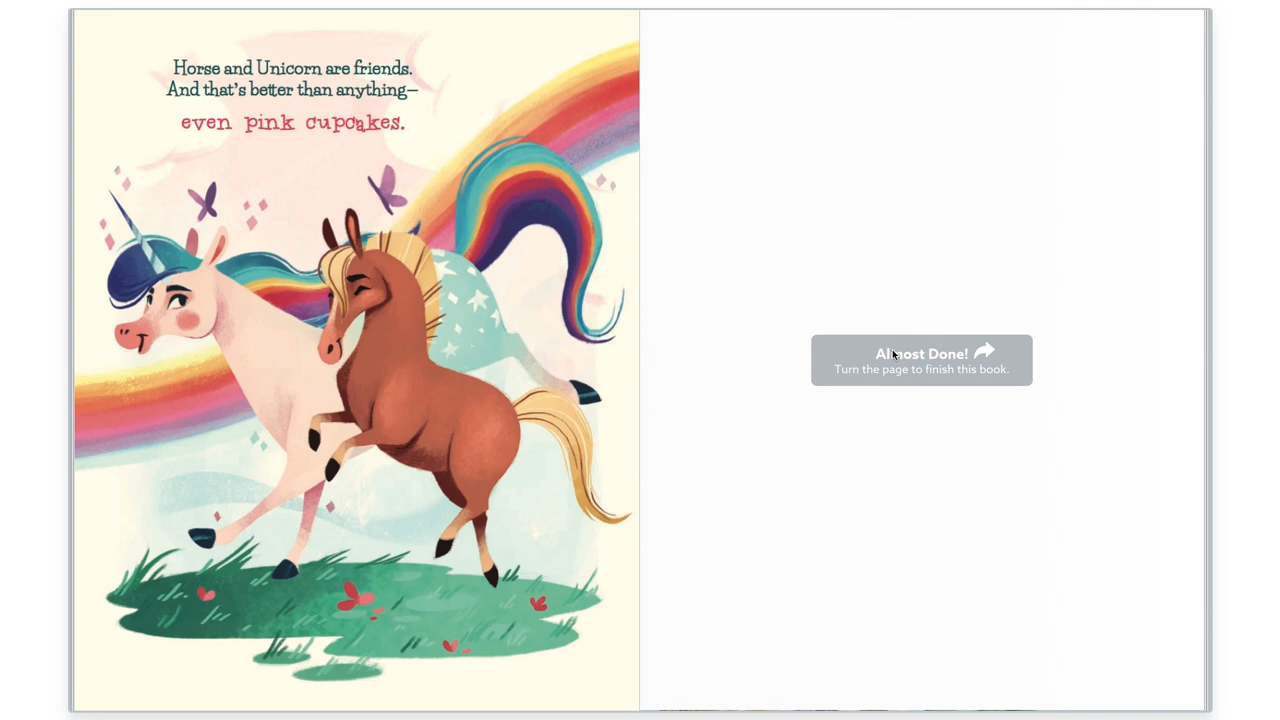 Horse and Unicorn are friends.
And that's better than anything—
even pink cupcakes.
Almost Done!
Turn the page to finish this book.